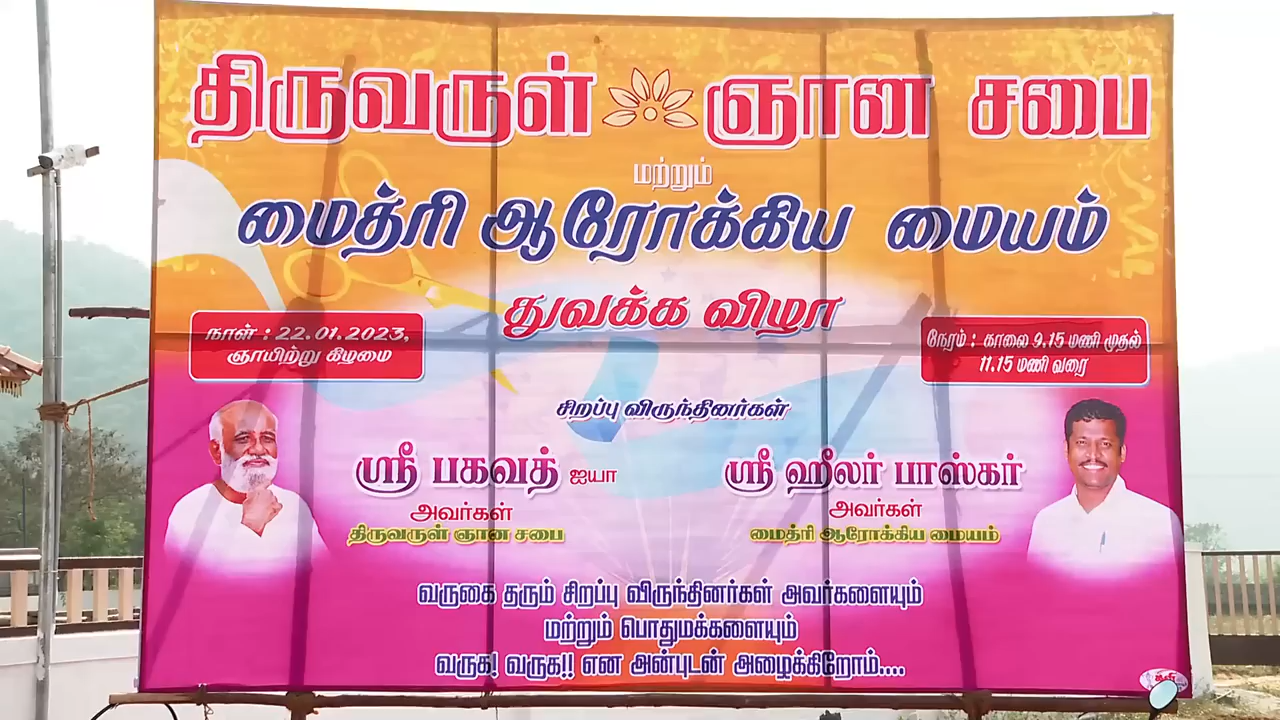 திருவருள் ஞான சபை
மற்றும்
மைத்ரி ஆரோக்கிய மையம்
துவக்க விழா
நாள் : 22.01.2023,
ஞாயிற்று கிழமை
நேரம் : காலை 9.15 மணி முதல்
11.15 மணி வரை
சிறப்பு விருந்தினர்கள்
ஸ்ரீ பகவத் ஐயா
அவர்கள்
திருவருள் ஞான சபை
ஸ்ரீ ஹீலர் பாஸ்கர்
அவர்கள்
மைத்ரி ஆரோக்கிய மையம்
வருகை தரும் சிறப்பு விருந்தினர்கள் அவர்களையும்
மற்றும் பொதுமக்களையும்
வருக! வருக!! என அன்புடன் அழைக்கிறோம்....